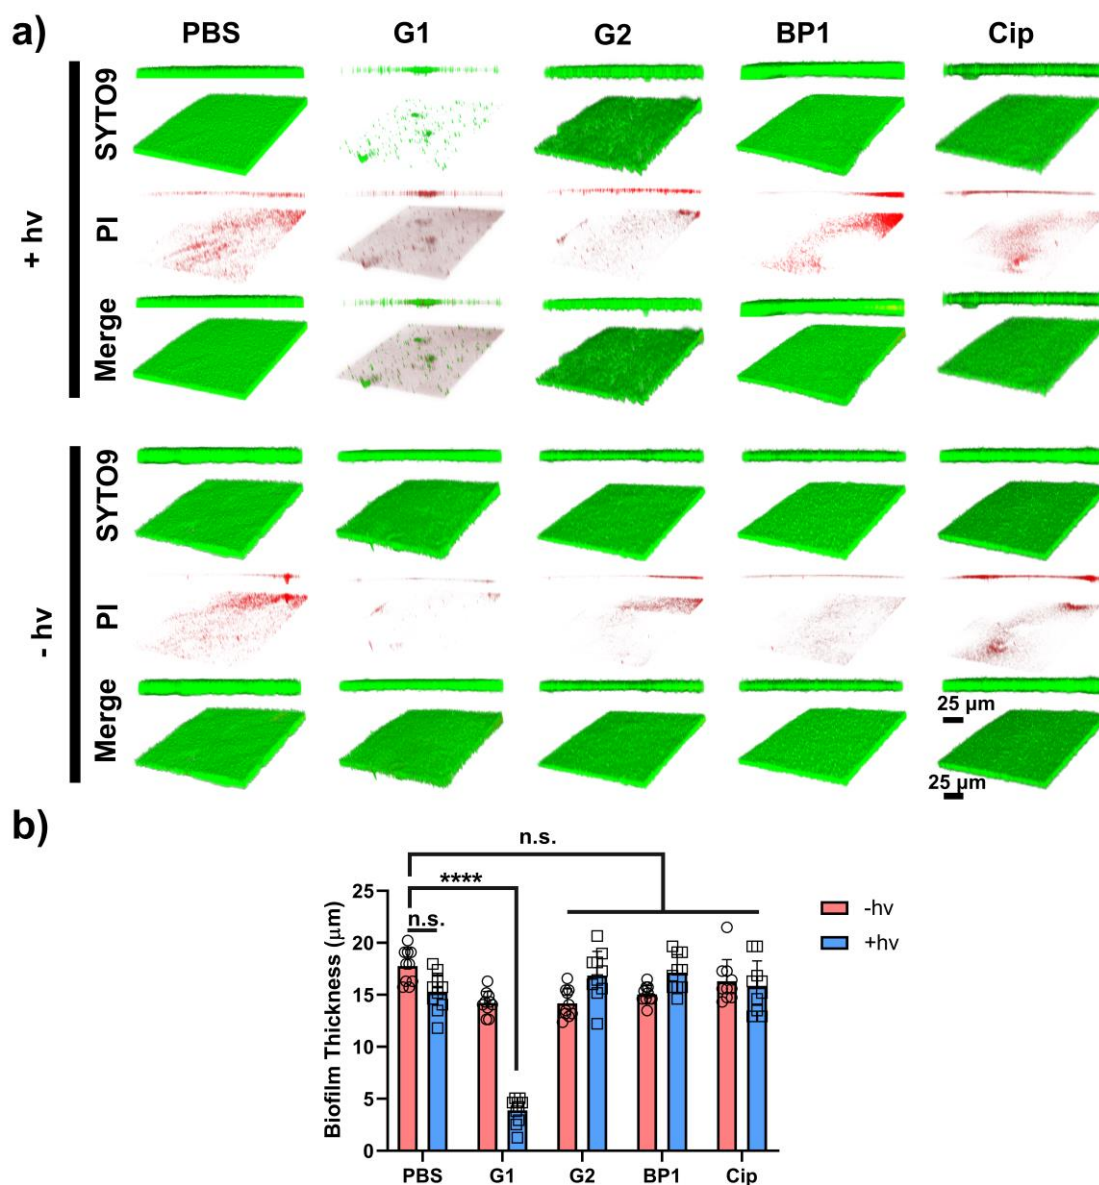 a)
PBS G1 G2 BP1 Cip
+ hv
SYTO9
PI
Merge
- hv
SYTO9
PI
Merge
25 µm
25 µm
b)
n.s.
****
n.s.
Biofilm Thickness (µm)
25
20
15
10
5
0
PBS G1 G2 BP1 Cip
-hv
+hv